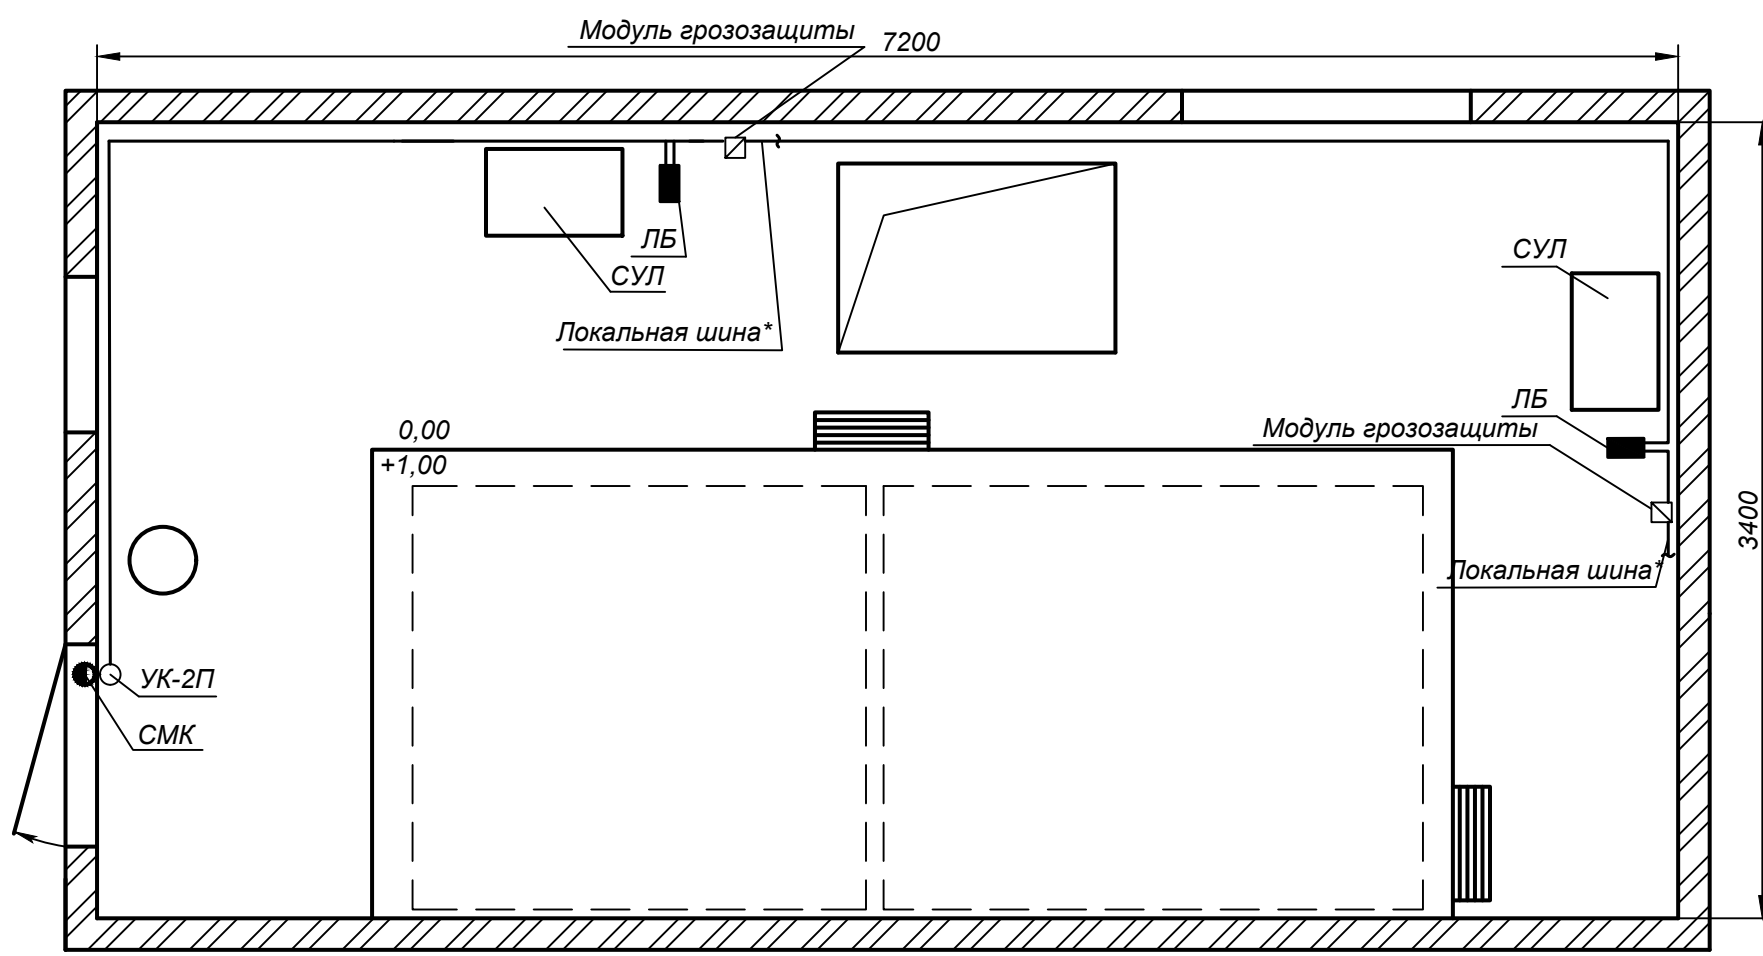 Модуль грозозащиты
7200
ЛБ
СУЛ
СУЛ
Локальная шина*
ЛБ
0,00
Модуль грозозащиты
+1,00
3400
Локальная шина*
УК-2П
СМК